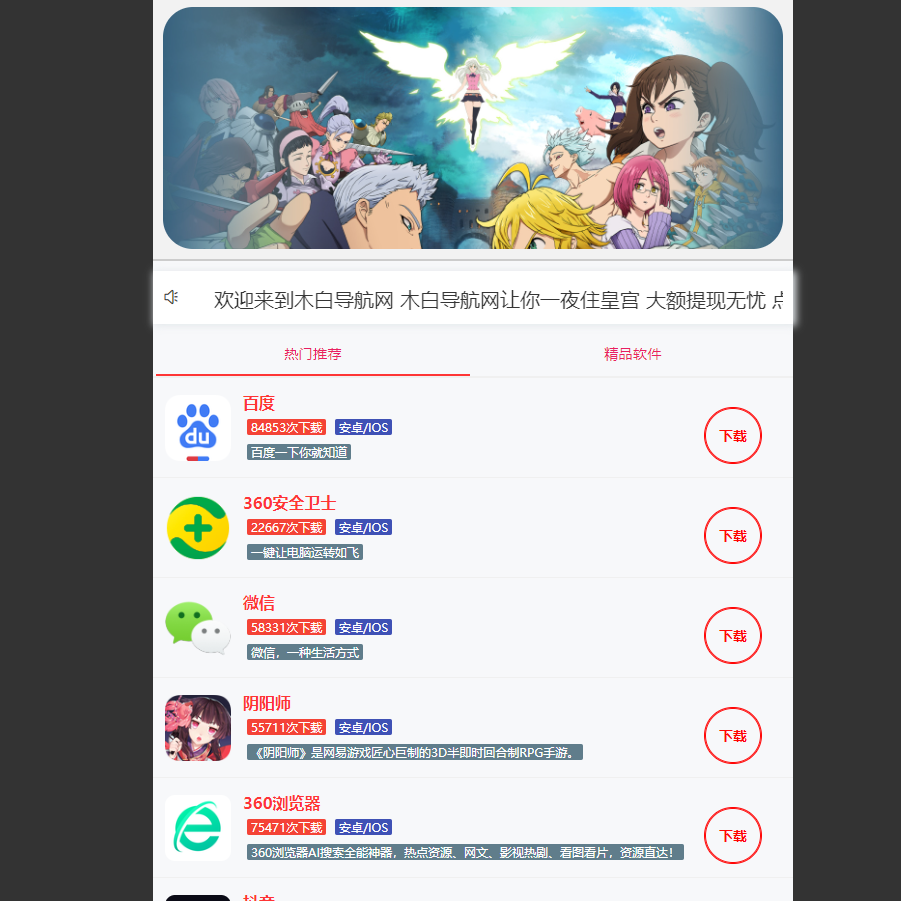 欢迎来到木白导航网 木白导航网让你一夜住皇宫 大额提现无忧
热门推荐
精品软件
du
百度
84853次下载 安卓/IOS
百度一下你就知道
下载
360安全卫士
22667次下载 安卓/IOS
一键让电脑运转如飞
下载
微信
58331次下载 安卓/IOS
微信，一种生活方式
下载
阴阳师
55711次下载 安卓/IOS
《阴阳师》是网易游戏匠心巨制的3D半即时回合制RPG手游。
下载
360浏览器
75471次下载 安卓/IOS
360浏览器AI搜索全能神器，热点资源、网文、影视热剧、看图看片，资源直达！
下载